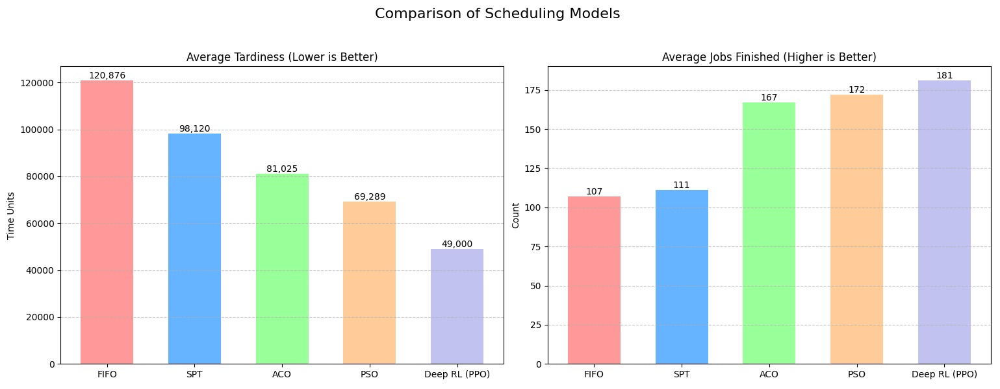 Comparison of Scheduling Models
Average Tardiness (Lower is Better)
Time Units
120000
100000
80000
60000
40000
20000
0
120,876
98,120
81,025
69,289
49,000
FIFO
SPT
ACO
PSO
Deep RL (PPO)
Average Jobs Finished (Higher is Better)
Count
175
150
125
100
75
50
25
0
107
111
167
172
181
FIFO
SPT
ACO
PSO
Deep RL (PPO)